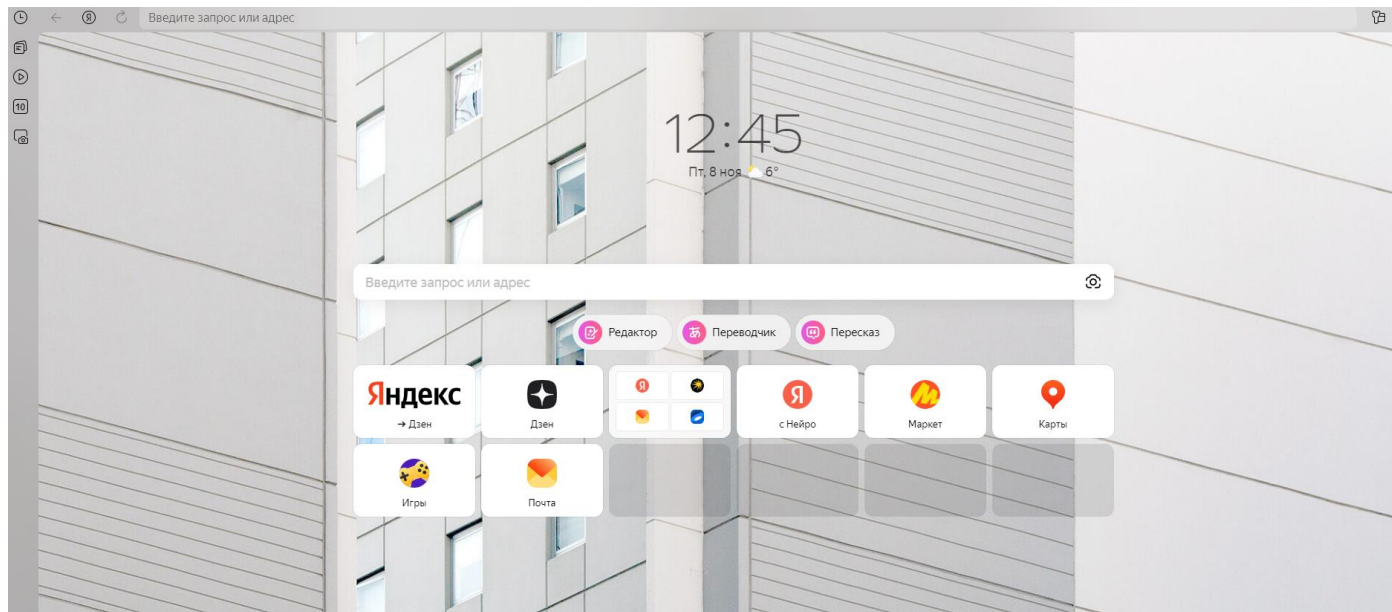 Введите запрос или адрес
10
12:45
Пт, 8 ноя 6°
Введите запрос или адрес
Редактор
Переводчик
Пересказ
Яндекс
→ Дзен
Дзен
Я
Я
с Нейро
Маркет
Карты
Игры
Почта